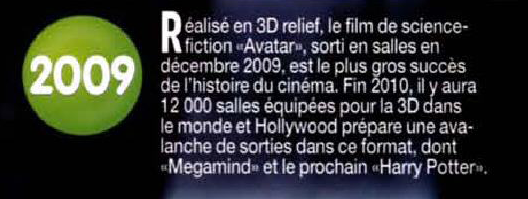 2009
Réalisé en 3D relief, le film de science-
fiction «Avatar», sorti en salles en
décembre 2009, est le plus gros succès
de l'histoire du cinéma. Fin 2010, il y aura
12 000 salles équipées pour la 3D dans
le monde et Hollywood prépare une ava-
lanche de sorties dans ce format, dont
«Megamind» et le prochain «Harry Potter».